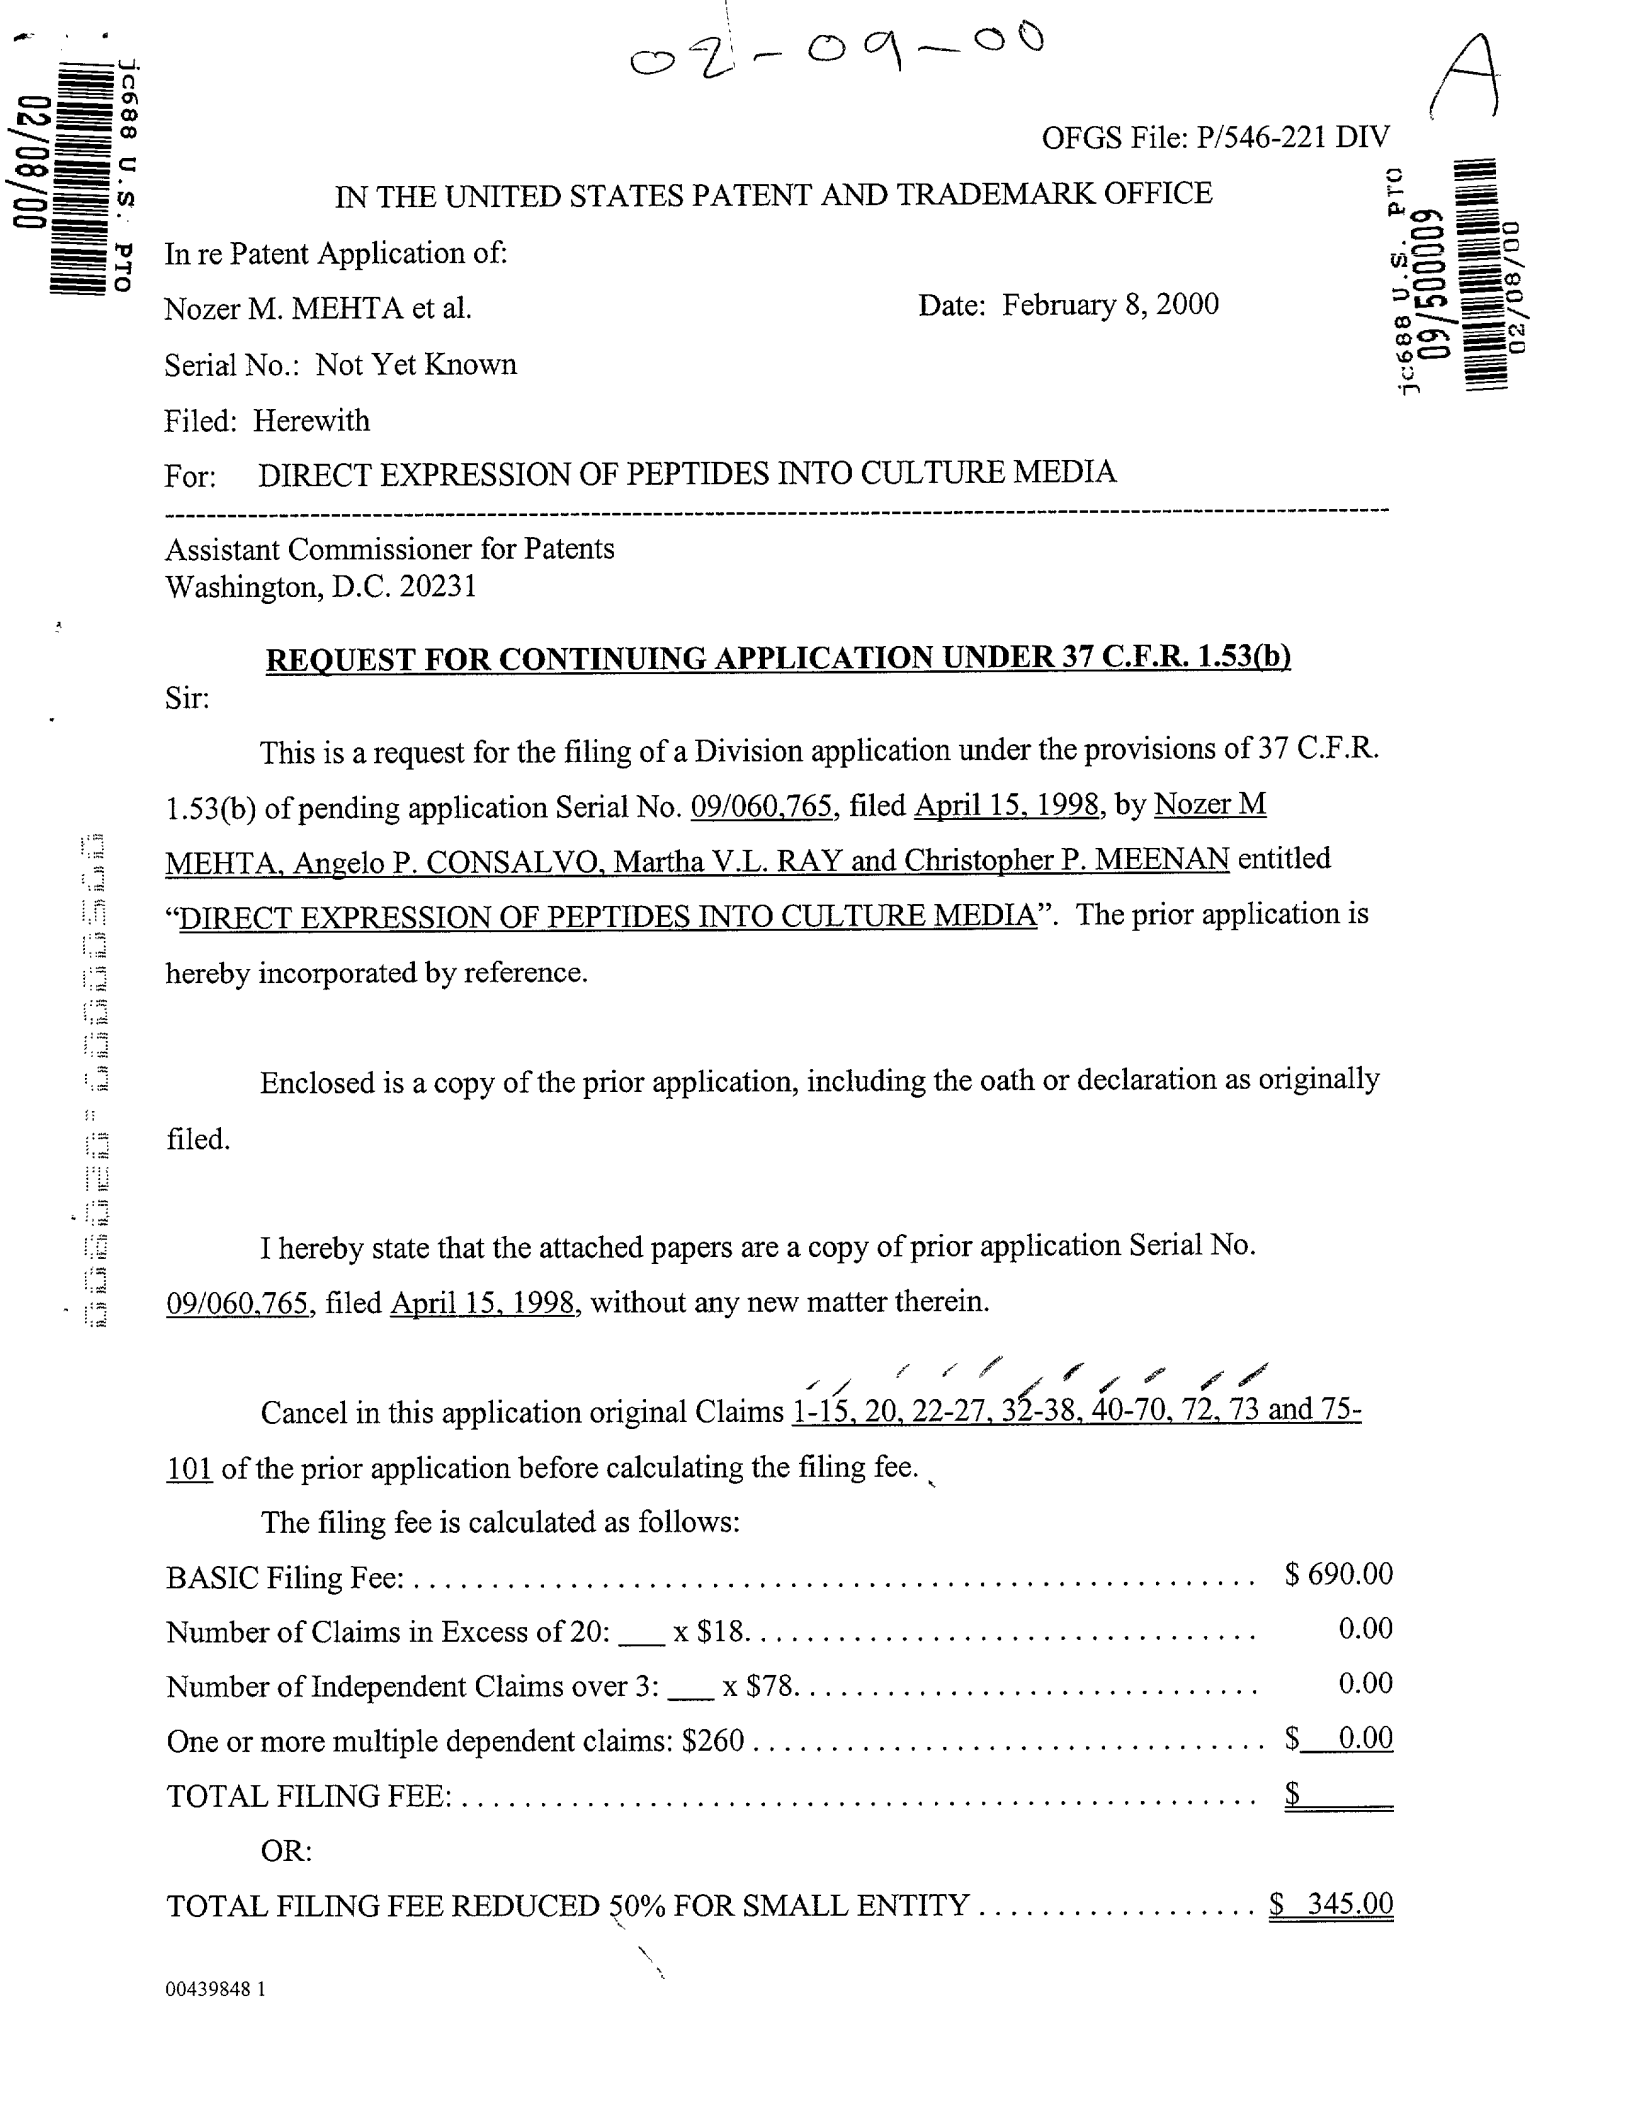 02-09-00
A
jc688 U.S. PTO
02/08/00
OFGS File: P/546-221 DIV
jc688 U.S. PTO
09/500009
02/08/00
IN THE UNITED STATES PATENT AND TRADEMARK OFFICE
In re Patent Application of:
Nozer M. MEHTA et al. Date: February 8, 2000
Serial No.: Not Yet Known
Filed: Herewith
For: DIRECT EXPRESSION OF PEPTIDES INTO CULTURE MEDIA
Assistant Commissioner for Patents
Washington, D.C. 20231
REQUEST FOR CONTINUING APPLICATION UNDER 37 C.F.R. 1.53(b)
Sir:
This is a request for the filing of a Division application under the provisions of 37 C.F.R.
1.53(b) of pending application Serial No. 09/060,765, filed April 15, 1998, by Nozer M
MEHTA, Angelo P. CONSALVO, Martha V.L. RAY and Christopher P. MEENAN entitled
“DIRECT EXPRESSION OF PEPTIDES INTO CULTURE MEDIA”. The prior application is
hereby incorporated by reference.
Enclosed is a copy of the prior application, including the oath or declaration as originally
filed.
I hereby state that the attached papers are a copy of prior application Serial No.
09/060,765, filed April 15, 1998, without any new matter therein.
Cancel in this application original Claims 1-15, 20, 22-27, 32-38, 40-70, 72, 73 and 75-
101 of the prior application before calculating the filing fee.
The filing fee is calculated as follows:
BASIC Filing Fee: . . . . . . . . . . . . . . . . . . . . . . . . . . . . . . $ 690.00
Number of Claims in Excess of 20: ___ x $18. . . . . . . . . . . . . . . . . . . . 0.00
Number of Independent Claims over 3: ___ x $78. . . . . . . . . . . . . . . . . . . . 0.00
One or more multiple dependent claims: $260 . . . . . . . . . . . . . . . . . . . . $ 0.00
TOTAL FILING FEE: . . . . . . . . . . . . . . . . . . . . . . . . . . . . . . $
OR:
TOTAL FILING FEE REDUCED 50% FOR SMALL ENTITY . . . . . . . . . . . . . . . . . . $ 345.00
00439848 1